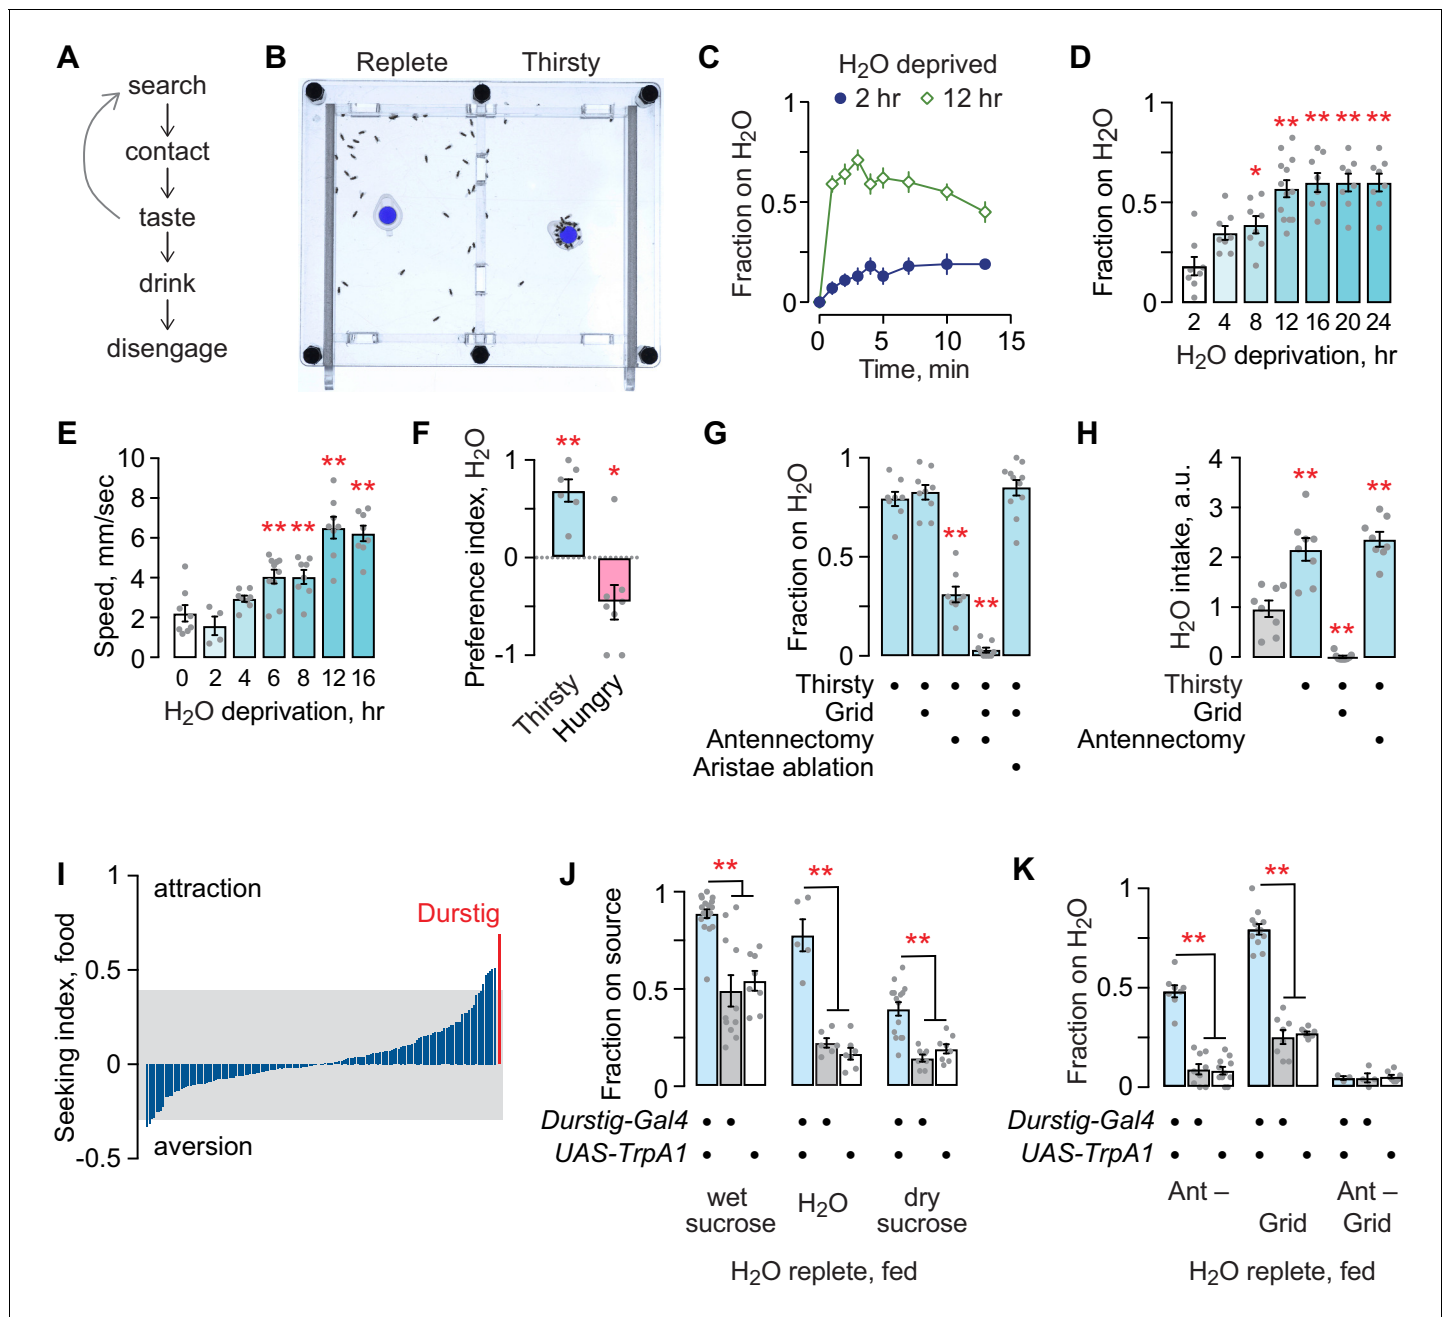 A
search
contact
taste
drink
disengage
B
Replete Thirsty
C
H2O deprived
2 hr 12 hr
Fraction on H2O
1
0.5
0
0 5 10 15
Time, min
D
Fraction on H2O
1
0.5
0
* ** ** ** **
2 4 8 12 16 20 24
H2O deprivation, hr
E
Speed, mm/sec
10
8
6
4
2
0
** ** ** **
0 2 4 6 8 12 16
H2O deprivation, hr
F
Preference index, H2O
1
0
-1
** *
Thirsty
Hungry
G
Fraction on H2O
1
0.5
0
** **
Thirsty
Grid
Antennectomy
Aristae ablation
H
H2O intake, a.u.
4
3
2
1
0
** ** **
Thirsty
Grid
Antennectomy
I
Seeking index, food
1
0.5
0
-0.5
attraction
Durstig
aversion
J
Fraction on source
1
0.5
0
** ** **
Durstig-Gal4
UAS-TrpA1
wet
sucrose
H2O
dry
sucrose
H2O replete, fed
K
Fraction on H2O
1
0.5
0
** **
Durstig-Gal4
UAS-TrpA1
Ant –
Grid
Ant –
Grid
H2O replete, fed